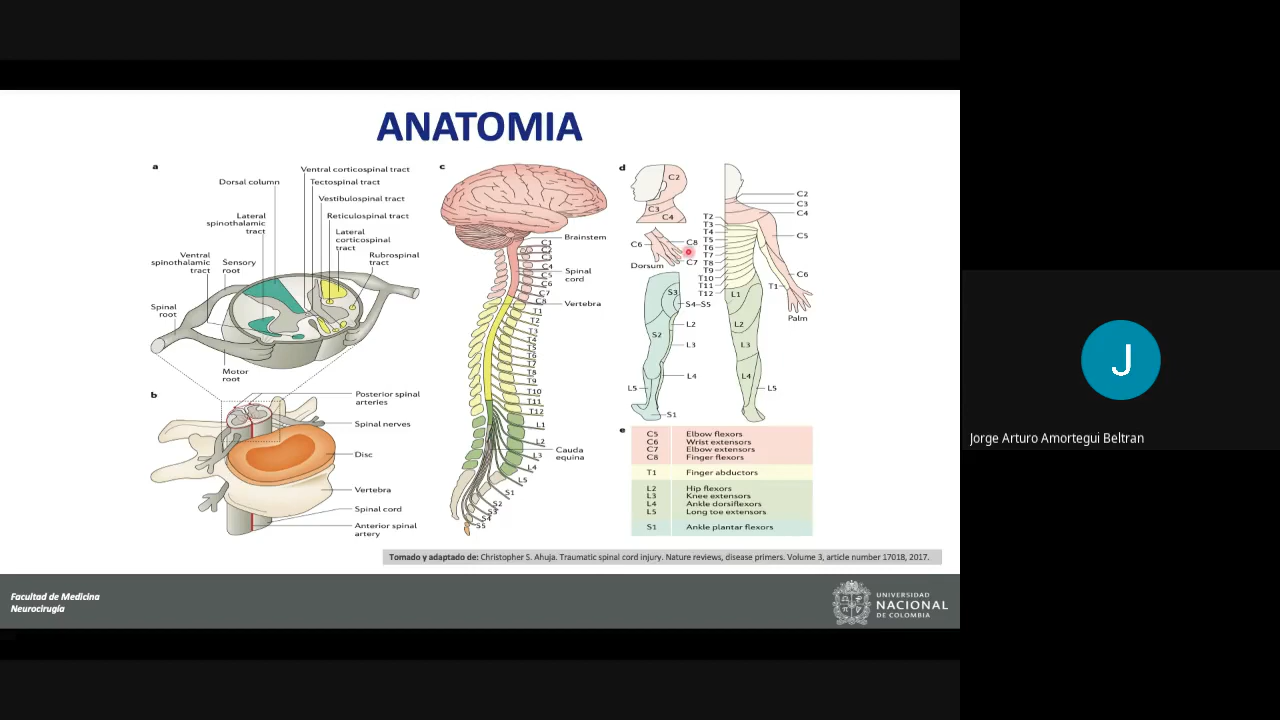 ANATOMIA
a
Ventral corticospinal tract
Dorsal column
Tectospinal tract
Vestibulospinal tract
Lateral
spinothalamic
tract
Reticulospinal tract
Lateral
corticospinal
tract
Ventral
spinothalamic
tract
Sensory
root
Rubrospinal
tract
Spinal
root
Motor
root
b
Posterior spinal
arteries
Spinal nerves
Disc
Vertebra
Spinal cord
Anterior spinal
artery
c
Brainstem
Spinal
cord
Vertebra
Cauda
equina
C1
C4
C5
C6
C7
C8
T1
T2
T3
T4
T5
T6
T7
T8
T9
T10
T11
T12
L1
L2
L3
L4
L5
S1
S2
S3
S4
S5
d
C2
C3
C4
C6
C8
C7
Dorsum
S3
S4–S5
S2
L2
L3
L4
L5
S1
C2
C3
C4
T2
T3
T4
T5
T6
T7
T8
T9
T10
T11
T12
C5
C6
T1
Palm
L1
L2
L3
L4
L5
e
C5 Elbow flexors
C6 Wrist extensors
C7 Elbow extensors
C8 Finger flexors
T1 Finger abductors
L2 Hip flexors
L3 Knee extensors
L4 Ankle dorsiflexors
L5 Long toe extensors
S1 Ankle plantar flexors
Tomado y adaptado de: Christopher S. Ahuja. Traumatic spinal cord injury. Nature reviews, disease primers. Volume 3, article number 17018, 2017.
Facultad de Medicina
Neurocirugía
UNIVERSIDAD
NACIONAL
DE COLOMBIA
J
Jorge Arturo Amortegui Beltran